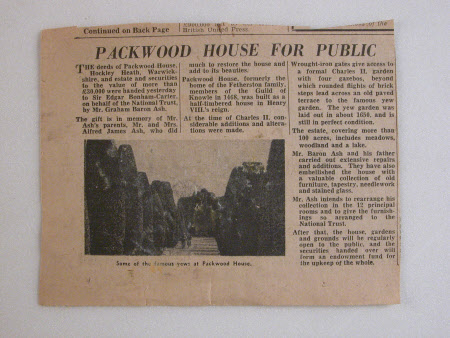 Continued on Back Page
British United Press.
of the
PACKWOOD HOUSE FOR PUBLIC
THE deeds of Packwood House,
Hockley Heath, Warwick-
shire, and estate and securities
to the value of more than
£30,000 were handed yesterday
to Sir Edgar Bonham-Carter,
on behalf of the National Trust,
by Mr. Graham Baron Ash.
The gift is in memory of Mr.
Ash's parents, Mr. and Mrs.
Alfred James Ash, who did
much to restore the house and
add to its beauties.
Packwood House, formerly the
home of the Fetherston family,
members of the Guild of
Knowle in 1468, was built as a
half-timbered house in Henry
VIII.'s reign.
At the time of Charles II. con-
siderable additions and altera-
tions were made.
Some of the famous yews at Packwood House.
Wrought-iron gates give access to
a formal Charles II. garden
with four gazebos, beyond
which rounded flights of brick
steps lead across an old paved
terrace to the famous yew
garden. The yew garden was
laid out in about 1650, and is
still in perfect condition.
The estate, covering more than
100 acres, includes meadows,
woodland and a lake.
Mr. Baron Ash and his father
carried out extensive repairs
and additions. They have also
embellished the house with
a valuable collection of old
furniture, tapestry, needlework
and stained glass.
Mr. Ash intends to rearrange his
collection in the 12 principal
rooms and to give the furnish-
ings so arranged to the
National Trust.
After that, the house, gardens
and grounds will be regularly
open to the public, and the
securities handed over will
form an endowment fund for
the upkeep of the whole.